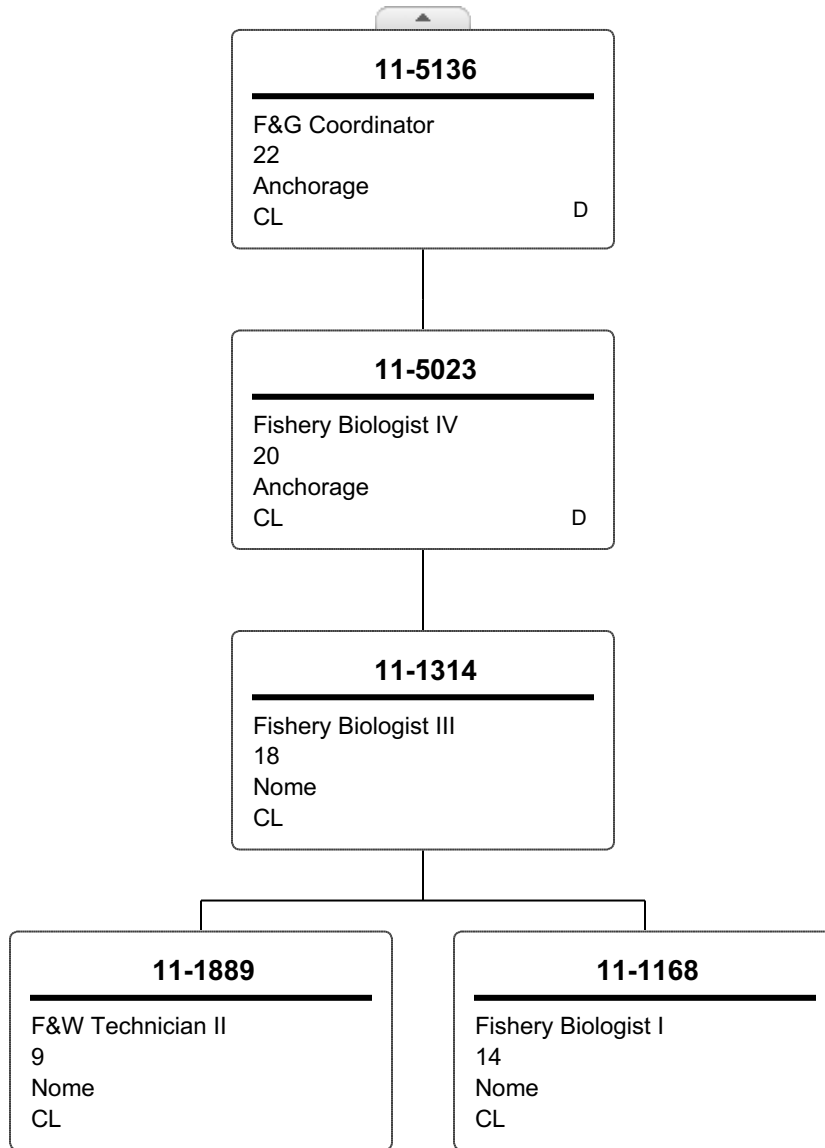 11-5136
F&G Coordinator
22
Anchorage
CL
D
11-5023
Fishery Biologist IV
20
Anchorage
CL
D
11-1314
Fishery Biologist III
18
Nome
CL
11-1889
F&W Technician II
9
Nome
CL
11-1168
Fishery Biologist I
14
Nome
CL